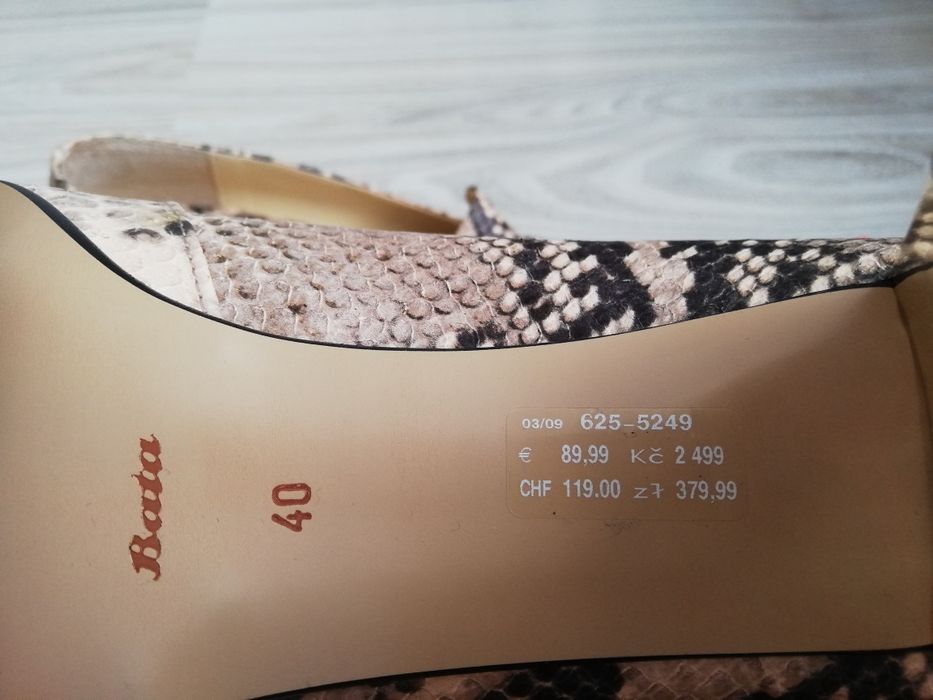 Bata
40
03/09 625-5249
€ 89,99 Kč 2 499
CHF 119.00 zł 379,99